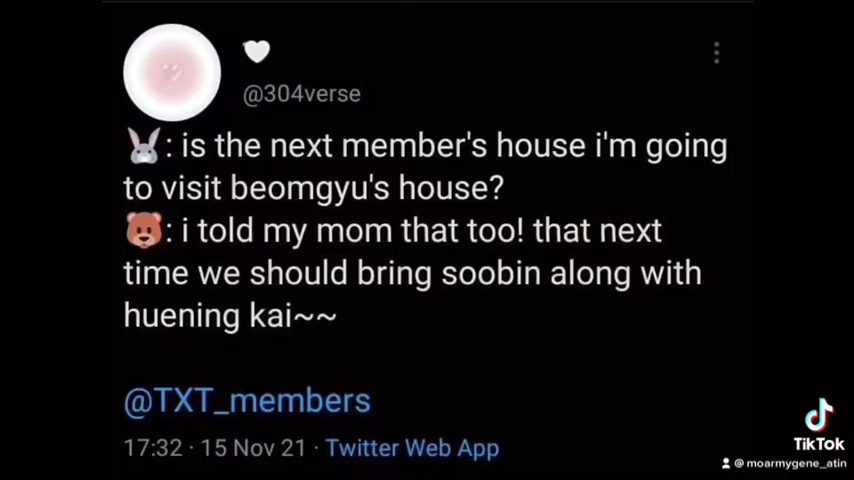 🤍
@304verse
🐰: is the next member's house i'm going
to visit beomgyu's house?
🐻: i told my mom that too! that next
time we should bring soobin along with
huening kai~~
@TXT_members
17:32 · 15 Nov 21 · Twitter Web App
TikTok
@moarmygene_atin